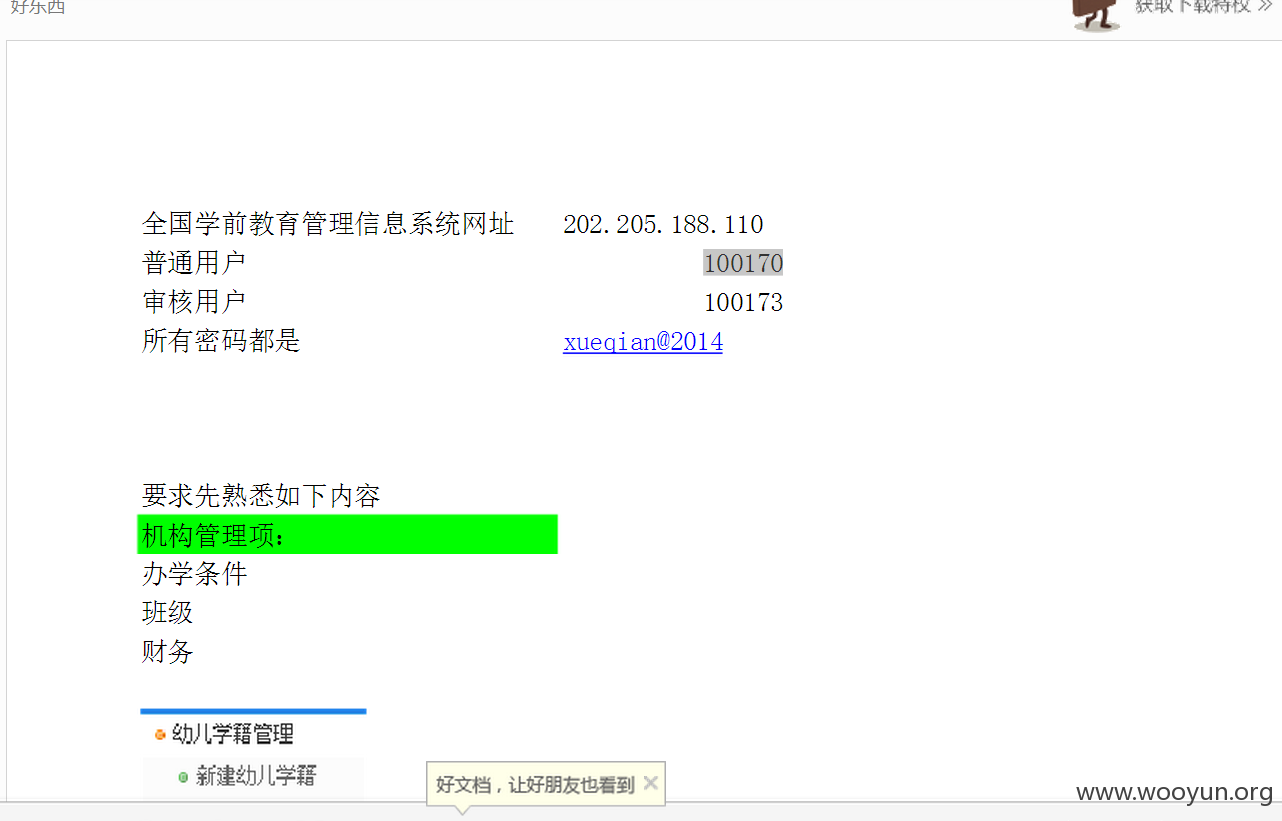 好东西
获取下载特权 >>
全国学前教育管理信息系统网址 202.205.188.110
普通用户 100170
审核用户 100173
所有密码都是 xueqian@2014
要求先熟悉如下内容
机构管理项：
办学条件
班级
财务
幼儿学籍管理
新建幼儿学籍
好文档，让好朋友也看到
www.wooyun.org